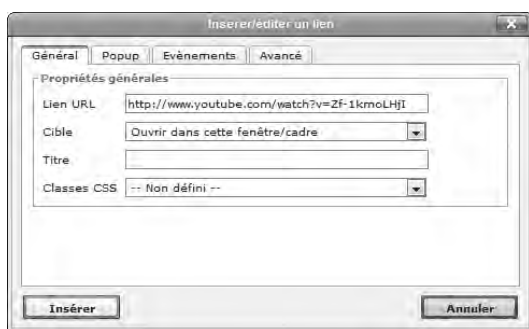 Insérer/éditer un lien
Général Popup Evènements Avancé
Propriétés générales
Lien URL http://www.youtube.com/watch?v=Zf-1kmoLHjI
Cible Ouvrir dans cette fenêtre/cadre
Titre
Classes CSS -- Non défini --
Insérer Annuler